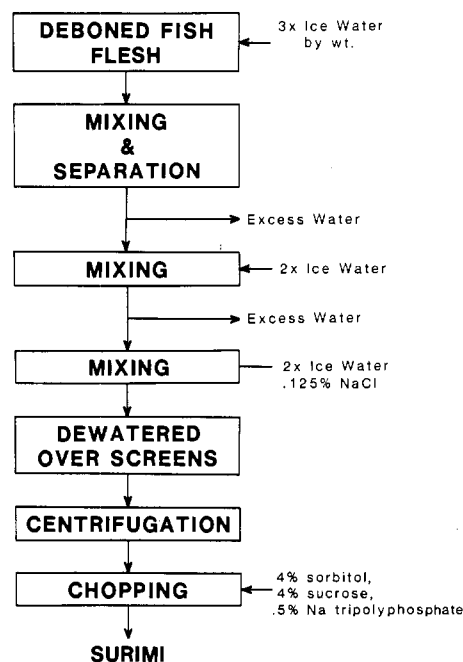 DEBONED FISH
FLESH
3x Ice Water
by wt.
MIXING
&
SEPARATION
Excess Water
MIXING
2x Ice Water
Excess Water
MIXING
2x Ice Water
.125% NaCl
DEWATERED
OVER SCREENS
CENTRIFUGATION
CHOPPING
4% sorbitol,
4% sucrose,
.5% Na tripolyphosphate
SURIMI